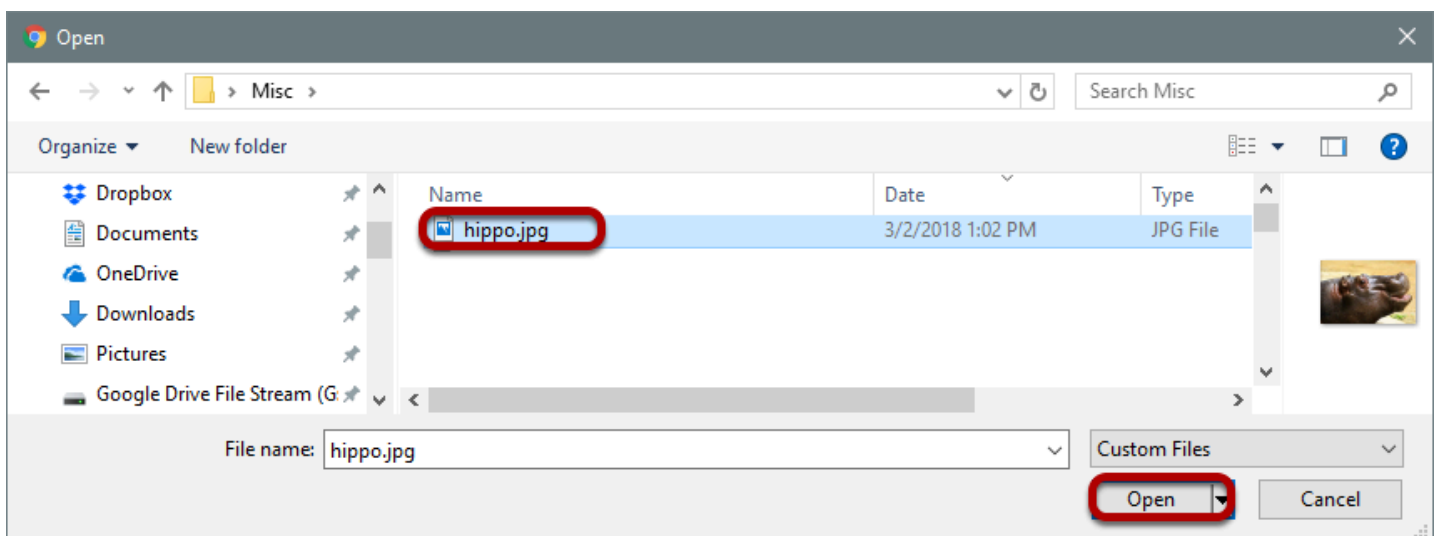 Open
Misc
Search Misc
Organize
New folder
Name
Date
Type
Dropbox
hippo.jpg
3/2/2018 1:02 PM
JPG File
Documents
OneDrive
Downloads
Pictures
Google Drive File Stream (G:
File name:
hippo.jpg
Custom Files
Open
Cancel